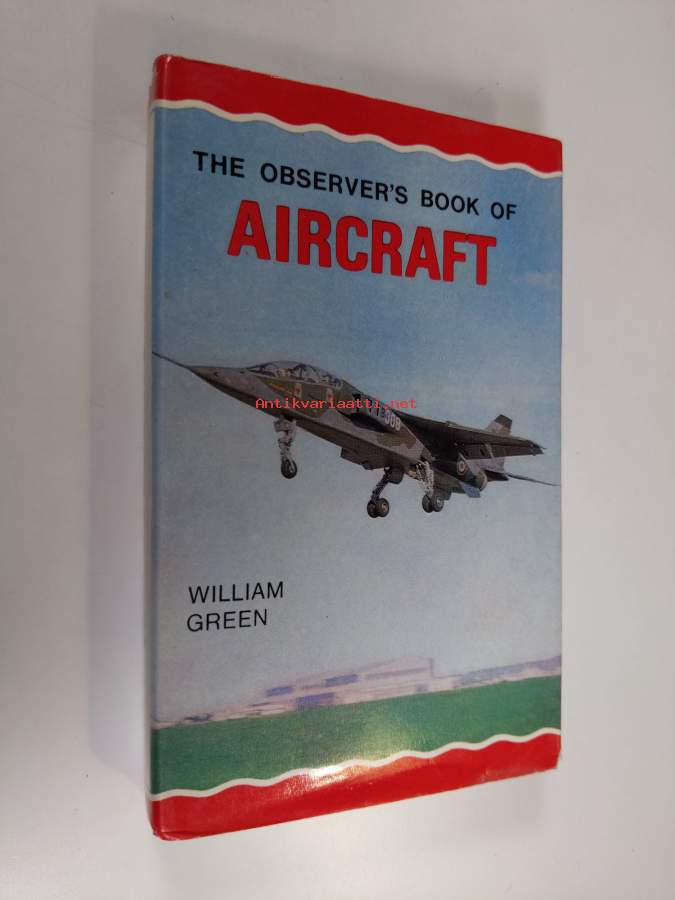 THE OBSERVER'S BOOK OF
AIRCRAFT
Antikvariaatti.net
WILLIAM
GREEN